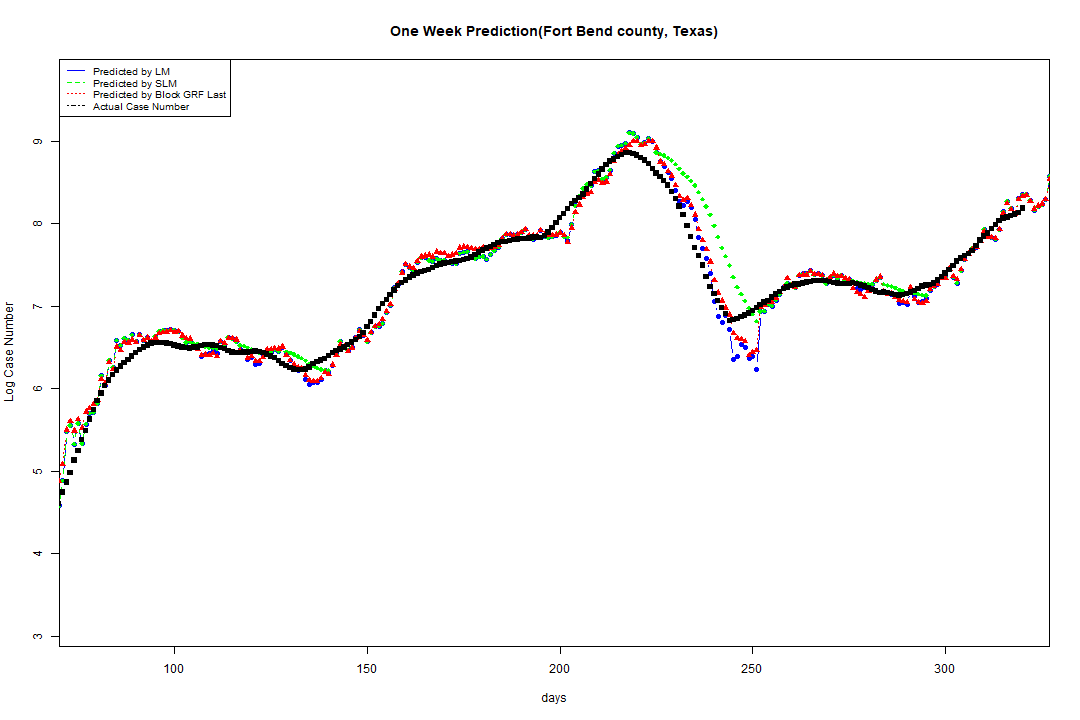 One Week Prediction(Fort Bend county, Texas)
Predicted by LM
Predicted by SLM
Predicted by Block GRF Last
Actual Case Number
Log Case Number
9
8
7
6
5
4
3
100 150 200 250 300
days